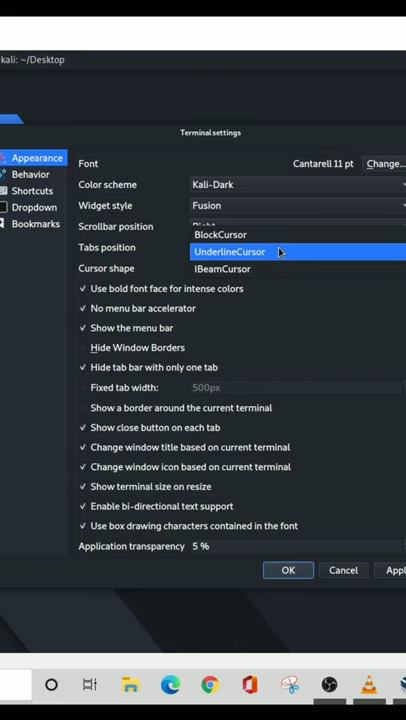 kali: ~/Desktop
Terminal settings
Appearance
Behavior
Shortcuts
Dropdown
Bookmarks
Font Cantarell 11 pt Change...
Color scheme Kali-Dark
Widget style Fusion
Scrollbar position Right
Tabs position
BlockCursor
UnderlineCursor
IBeamCursor
Cursor shape
Use bold font face for intense colors
No menu bar accelerator
Show the menu bar
Hide Window Borders
Hide tab bar with only one tab
Fixed tab width: 500px
Show a border around the current terminal
Show close button on each tab
Change window title based on current terminal
Change window icon based on current terminal
Show terminal size on resize
Enable bi-directional text support
Use box drawing characters contained in the font
Application transparency 5 %
OK Cancel Appl